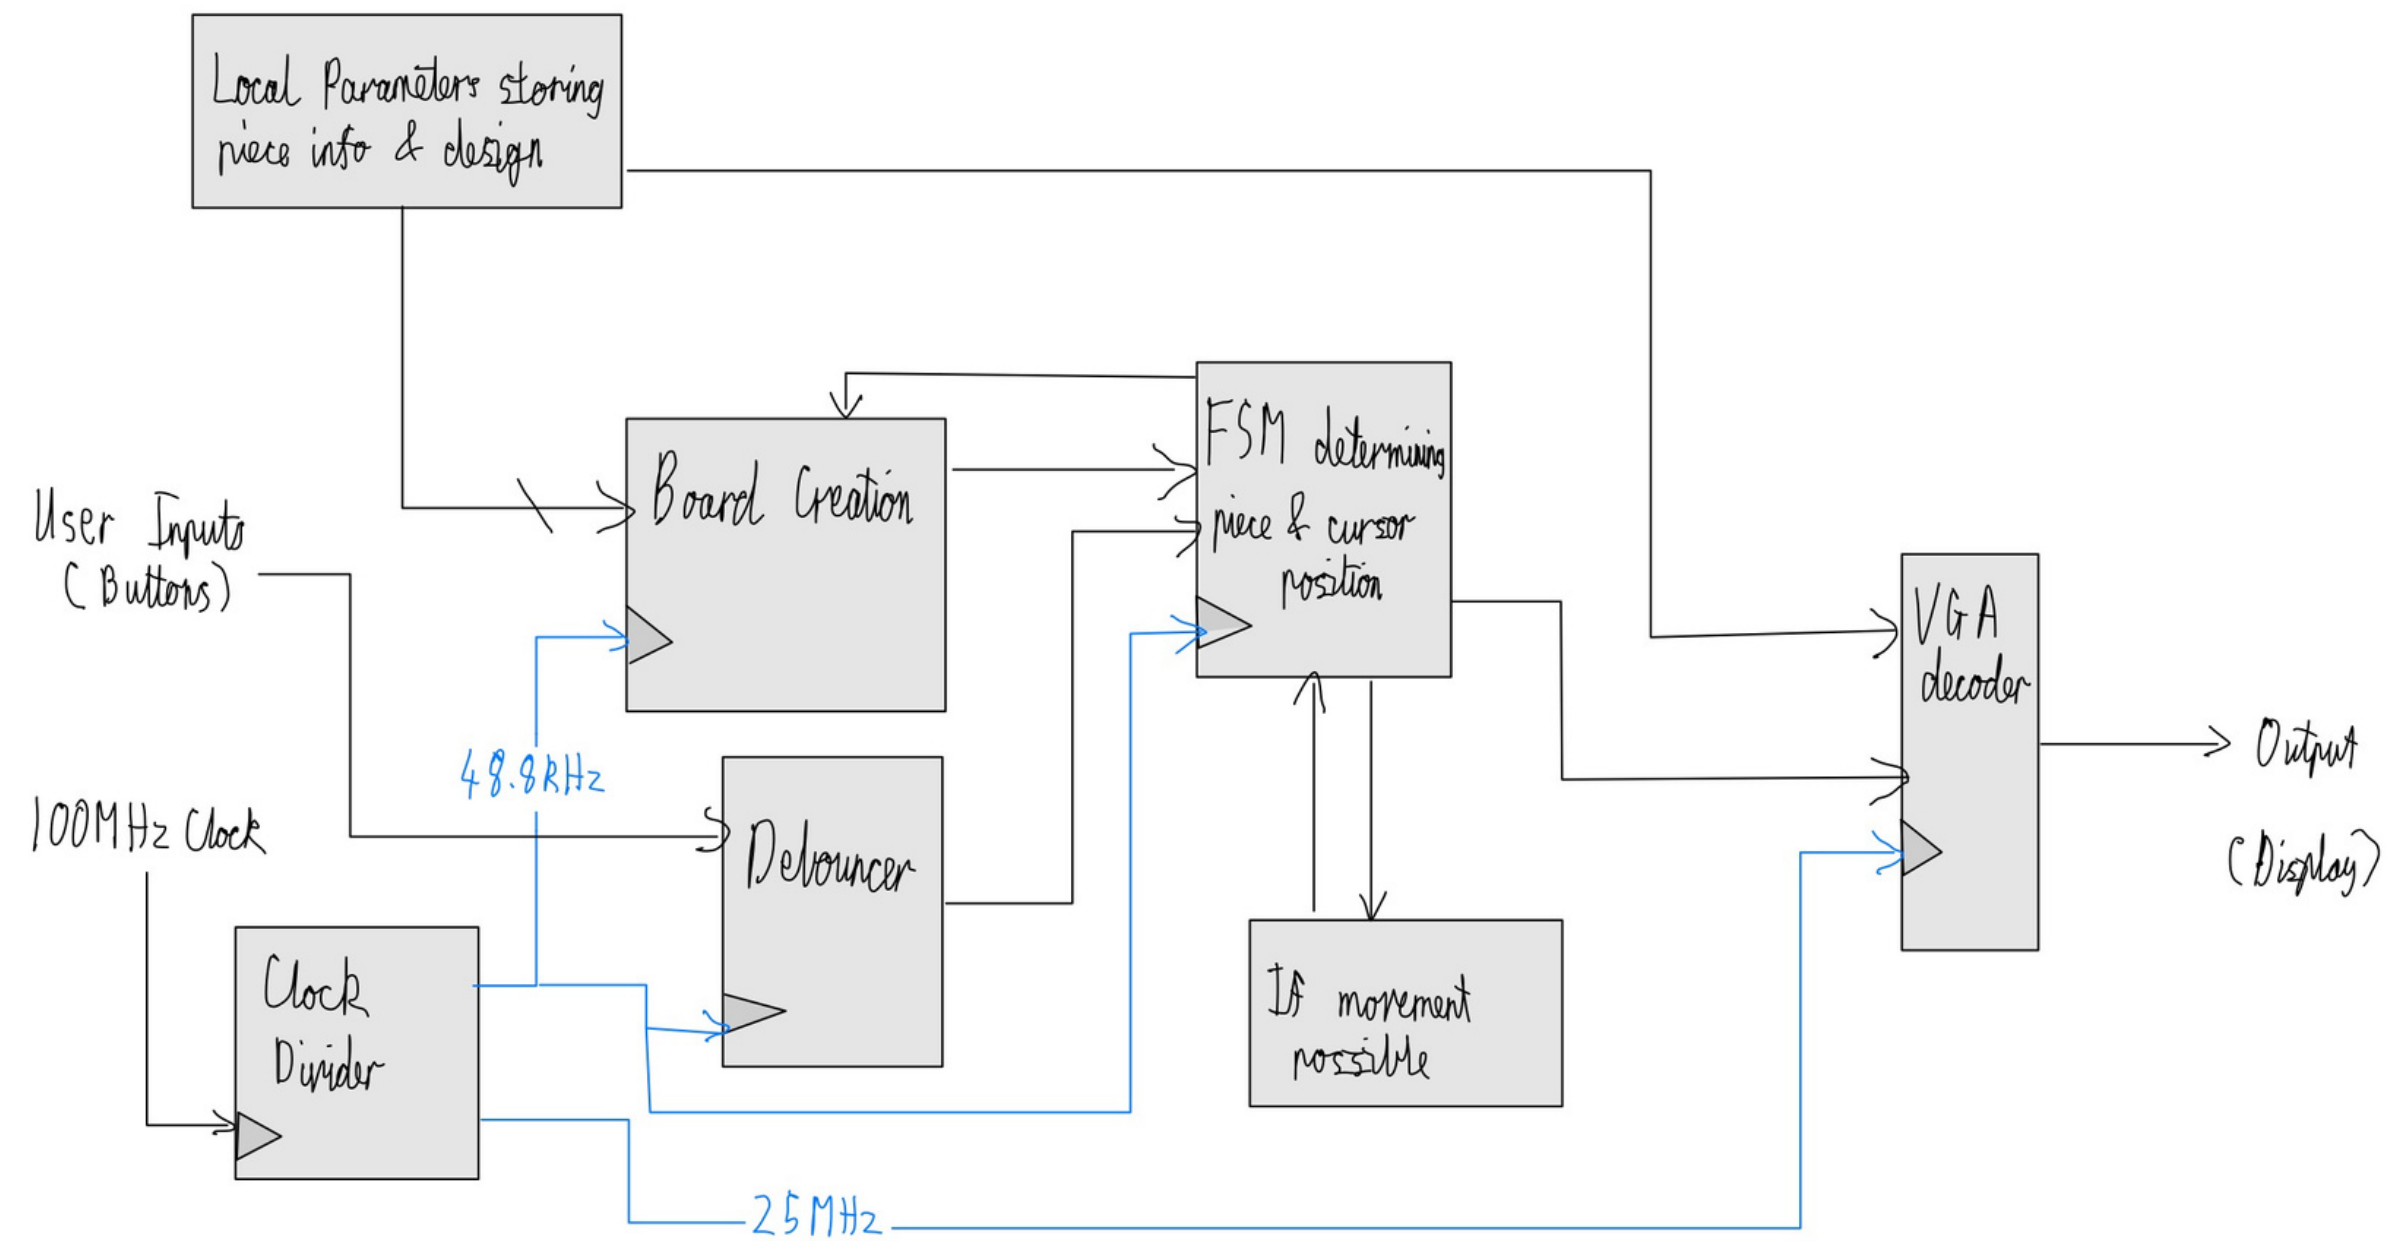 Local Parameters storing
piece info & design
User Inputs
(Buttons)
Board Creation
FSM determining
piece & cursor
position
VGA
decoder
48.8kHz
Output
(Display)
100MHz Clock
Debouncer
Clock
Divider
If movement
possible
25MHz